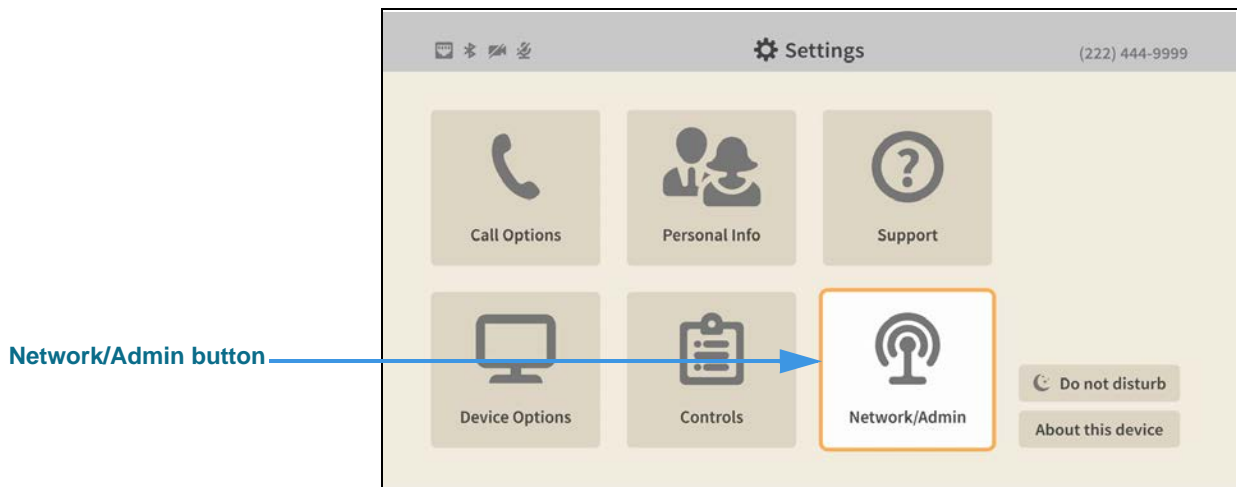 Settings
(222) 444-9999
Call Options
Personal Info
Support
Network/Admin button
Device Options
Controls
Network/Admin
Do not disturb
About this device